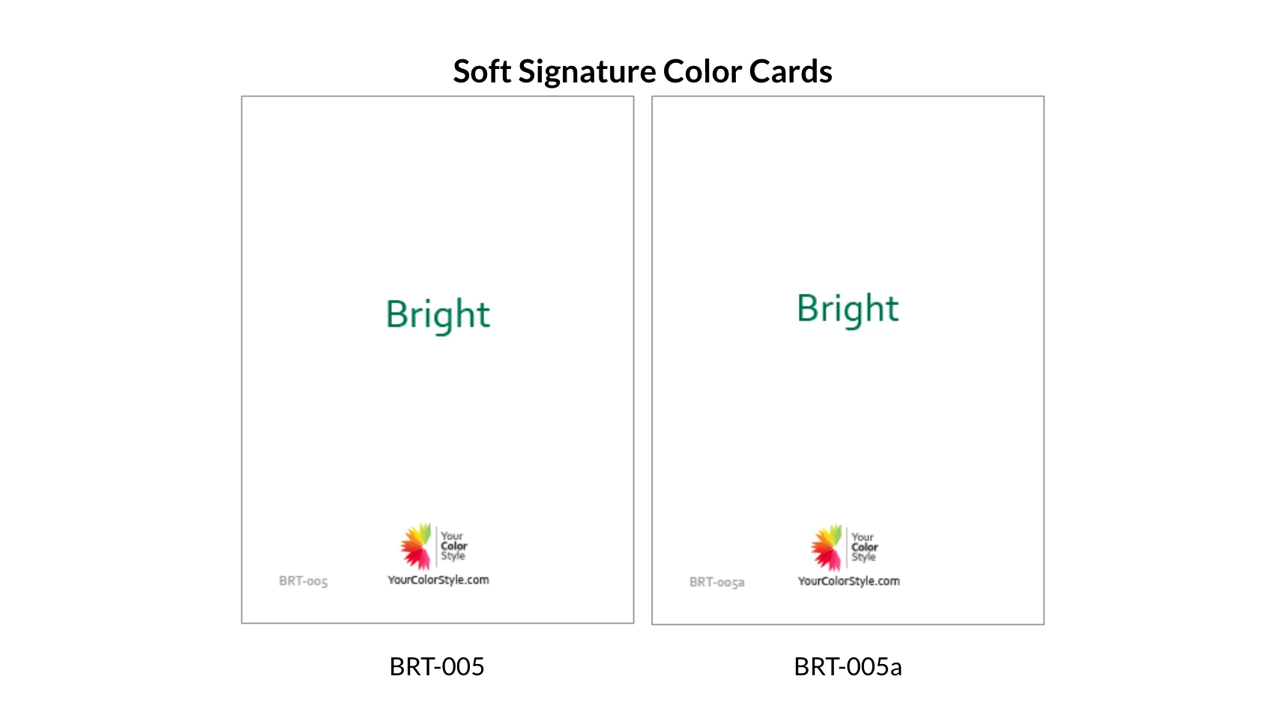 Soft Signature Color Cards
Bright
Your
Color
Style
BRT-005
YourColorStyle.com
BRT-005
Bright
Your
Color
Style
BRT-005a
YourColorStyle.com
BRT-005a